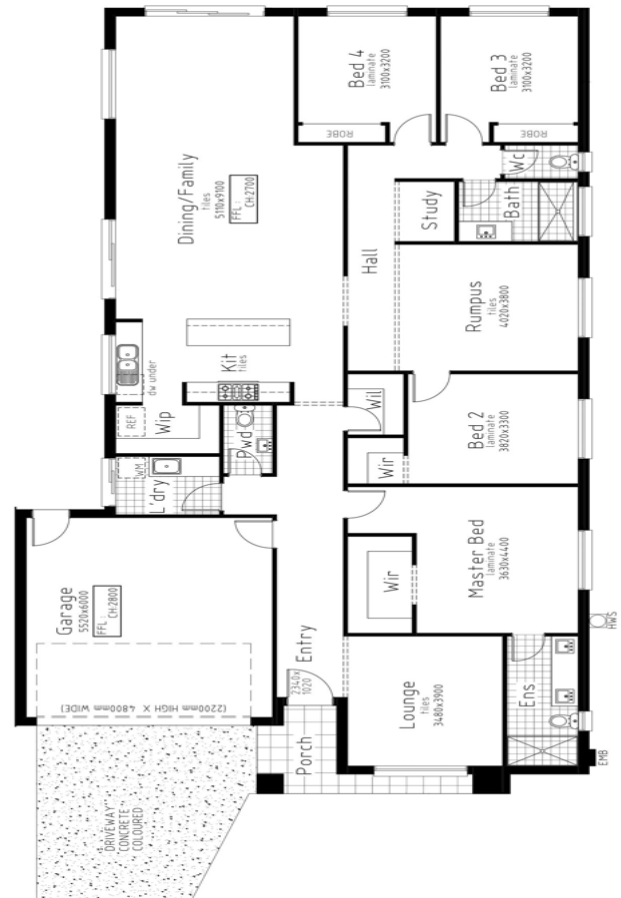 Bed 4
laminate
3100x3200
ROBE
Bed 3
laminate
3100x3200
ROBE
Dining/Family
tiles
5110x9100
FFL :
CH:2700
Wc
Bath
Study
Hall
Rumpus
tiles
4020x3800
Kit
tiles
dw under
REF
Wip
Pwd
Wil
Bed 2
laminate
3820x3300
Wir
WM
L'dry
Master Bed
laminate
3630x4400
Wir
HWS
Garage
5520x6000
FFL :
CH:2800
(2200mm HIGH X 4800mm WIDE)
Entry
2340x
1020
Lounge
tiles
3480x3900
Ens
Porch
EMB
DRIVEWAY
'CONCRETE'
COLOURED